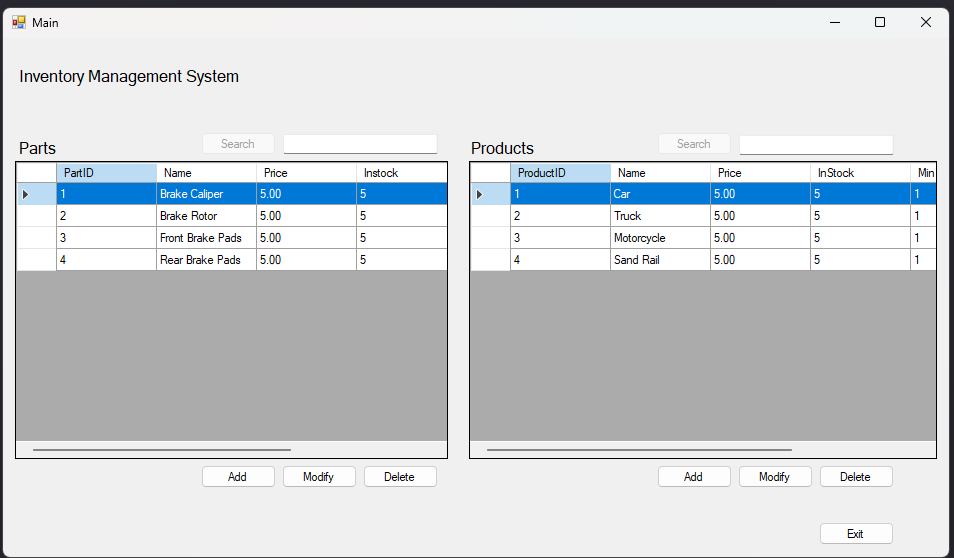 Main
Inventory Management System
Parts Search
PartID Name Price Instock
1 Brake Caliper 5.00 5
2 Brake Rotor 5.00 5
3 Front Brake Pads 5.00 5
4 Rear Brake Pads 5.00 5
Add Modify Delete
Products Search
ProductID Name Price InStock Min
1 Car 5.00 5 1
2 Truck 5.00 5 1
3 Motorcycle 5.00 5 1
4 Sand Rail 5.00 5 1
Add Modify Delete
Exit